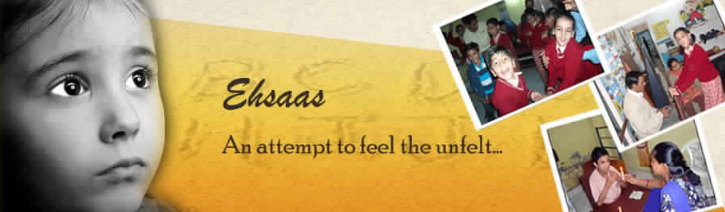 Ehsaas
An attempt to feel the unfelt...